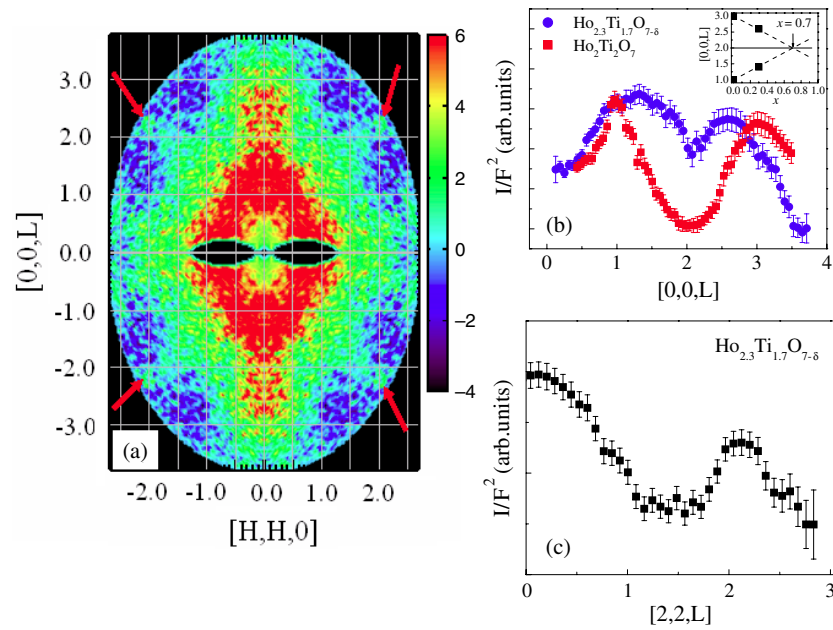 3.0
2.0
1.0
0.0
-1.0
-2.0
-3.0
[0,0,L]
(a)
-2.0 -1.0 0.0 1.0 2.0
[H,H,0]
6
4
2
0
−2
−4
(b)
Ho2.3Ti1.7O7-δ
Ho2Ti2O7
I/F2 (arb.units)
0 1 2 3 4
[0,0,L]
3.0
2.5
2.0
1.5
1.0
[0,0,L]
x = 0.7
0.0 0.2 0.4 0.6 0.8 1.0
x
(b)
Ho2.3Ti1.7O7-δ
I/F2 (arb.units)
(c)
0 1 2 3
[2,2,L]